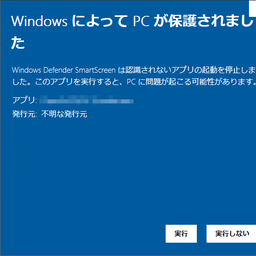 Windows によって PC が保護されまし
た
Windows Defender SmartScreen は認識されないアプリの起動を停止しま
した。このアプリを実行すると、PC に問題が起こる可能性があります。
アプリ:
発行元: 不明な発行元
実行
実行しない